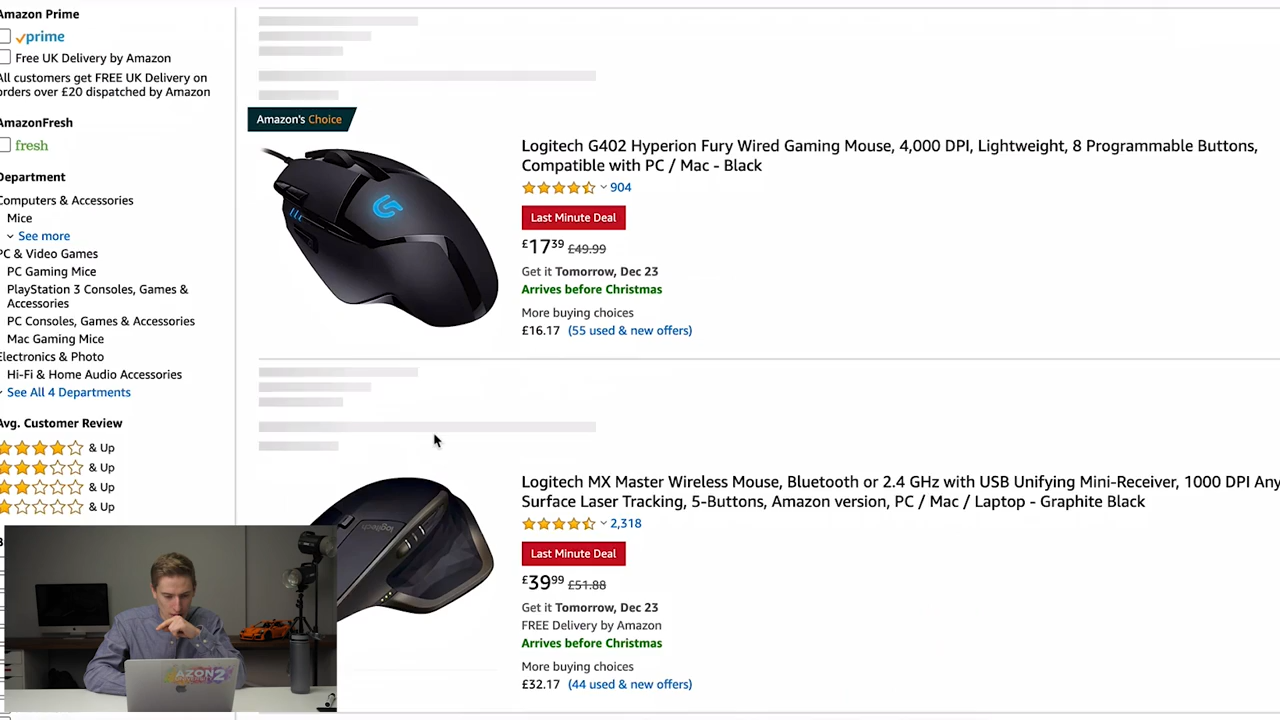 Amazon Prime
prime
Free UK Delivery by Amazon
All customers get FREE UK Delivery on
orders over £20 dispatched by Amazon
AmazonFresh
fresh
Department
Computers & Accessories
Mice
See more
PC & Video Games
PC Gaming Mice
PlayStation 3 Consoles, Games &
Accessories
PC Consoles, Games & Accessories
Mac Gaming Mice
Electronics & Photo
Hi-Fi & Home Audio Accessories
See All 4 Departments
Avg. Customer Review
& Up
& Up
& Up
& Up
Amazon's Choice
Logitech G402 Hyperion Fury Wired Gaming Mouse, 4,000 DPI, Lightweight, 8 Programmable Buttons,
Compatible with PC / Mac - Black
904
Last Minute Deal
£17 39 £49.99
Get it Tomorrow, Dec 23
Arrives before Christmas
More buying choices
£16.17 (55 used & new offers)
Logitech MX Master Wireless Mouse, Bluetooth or 2.4 GHz with USB Unifying Mini-Receiver, 1000 DPI Any
Surface Laser Tracking, 5-Buttons, Amazon version, PC / Mac / Laptop - Graphite Black
2,318
Last Minute Deal
£39 99 £51.88
Get it Tomorrow, Dec 23
FREE Delivery by Amazon
Arrives before Christmas
More buying choices
£32.17 (44 used & new offers)
logitech
AZON2